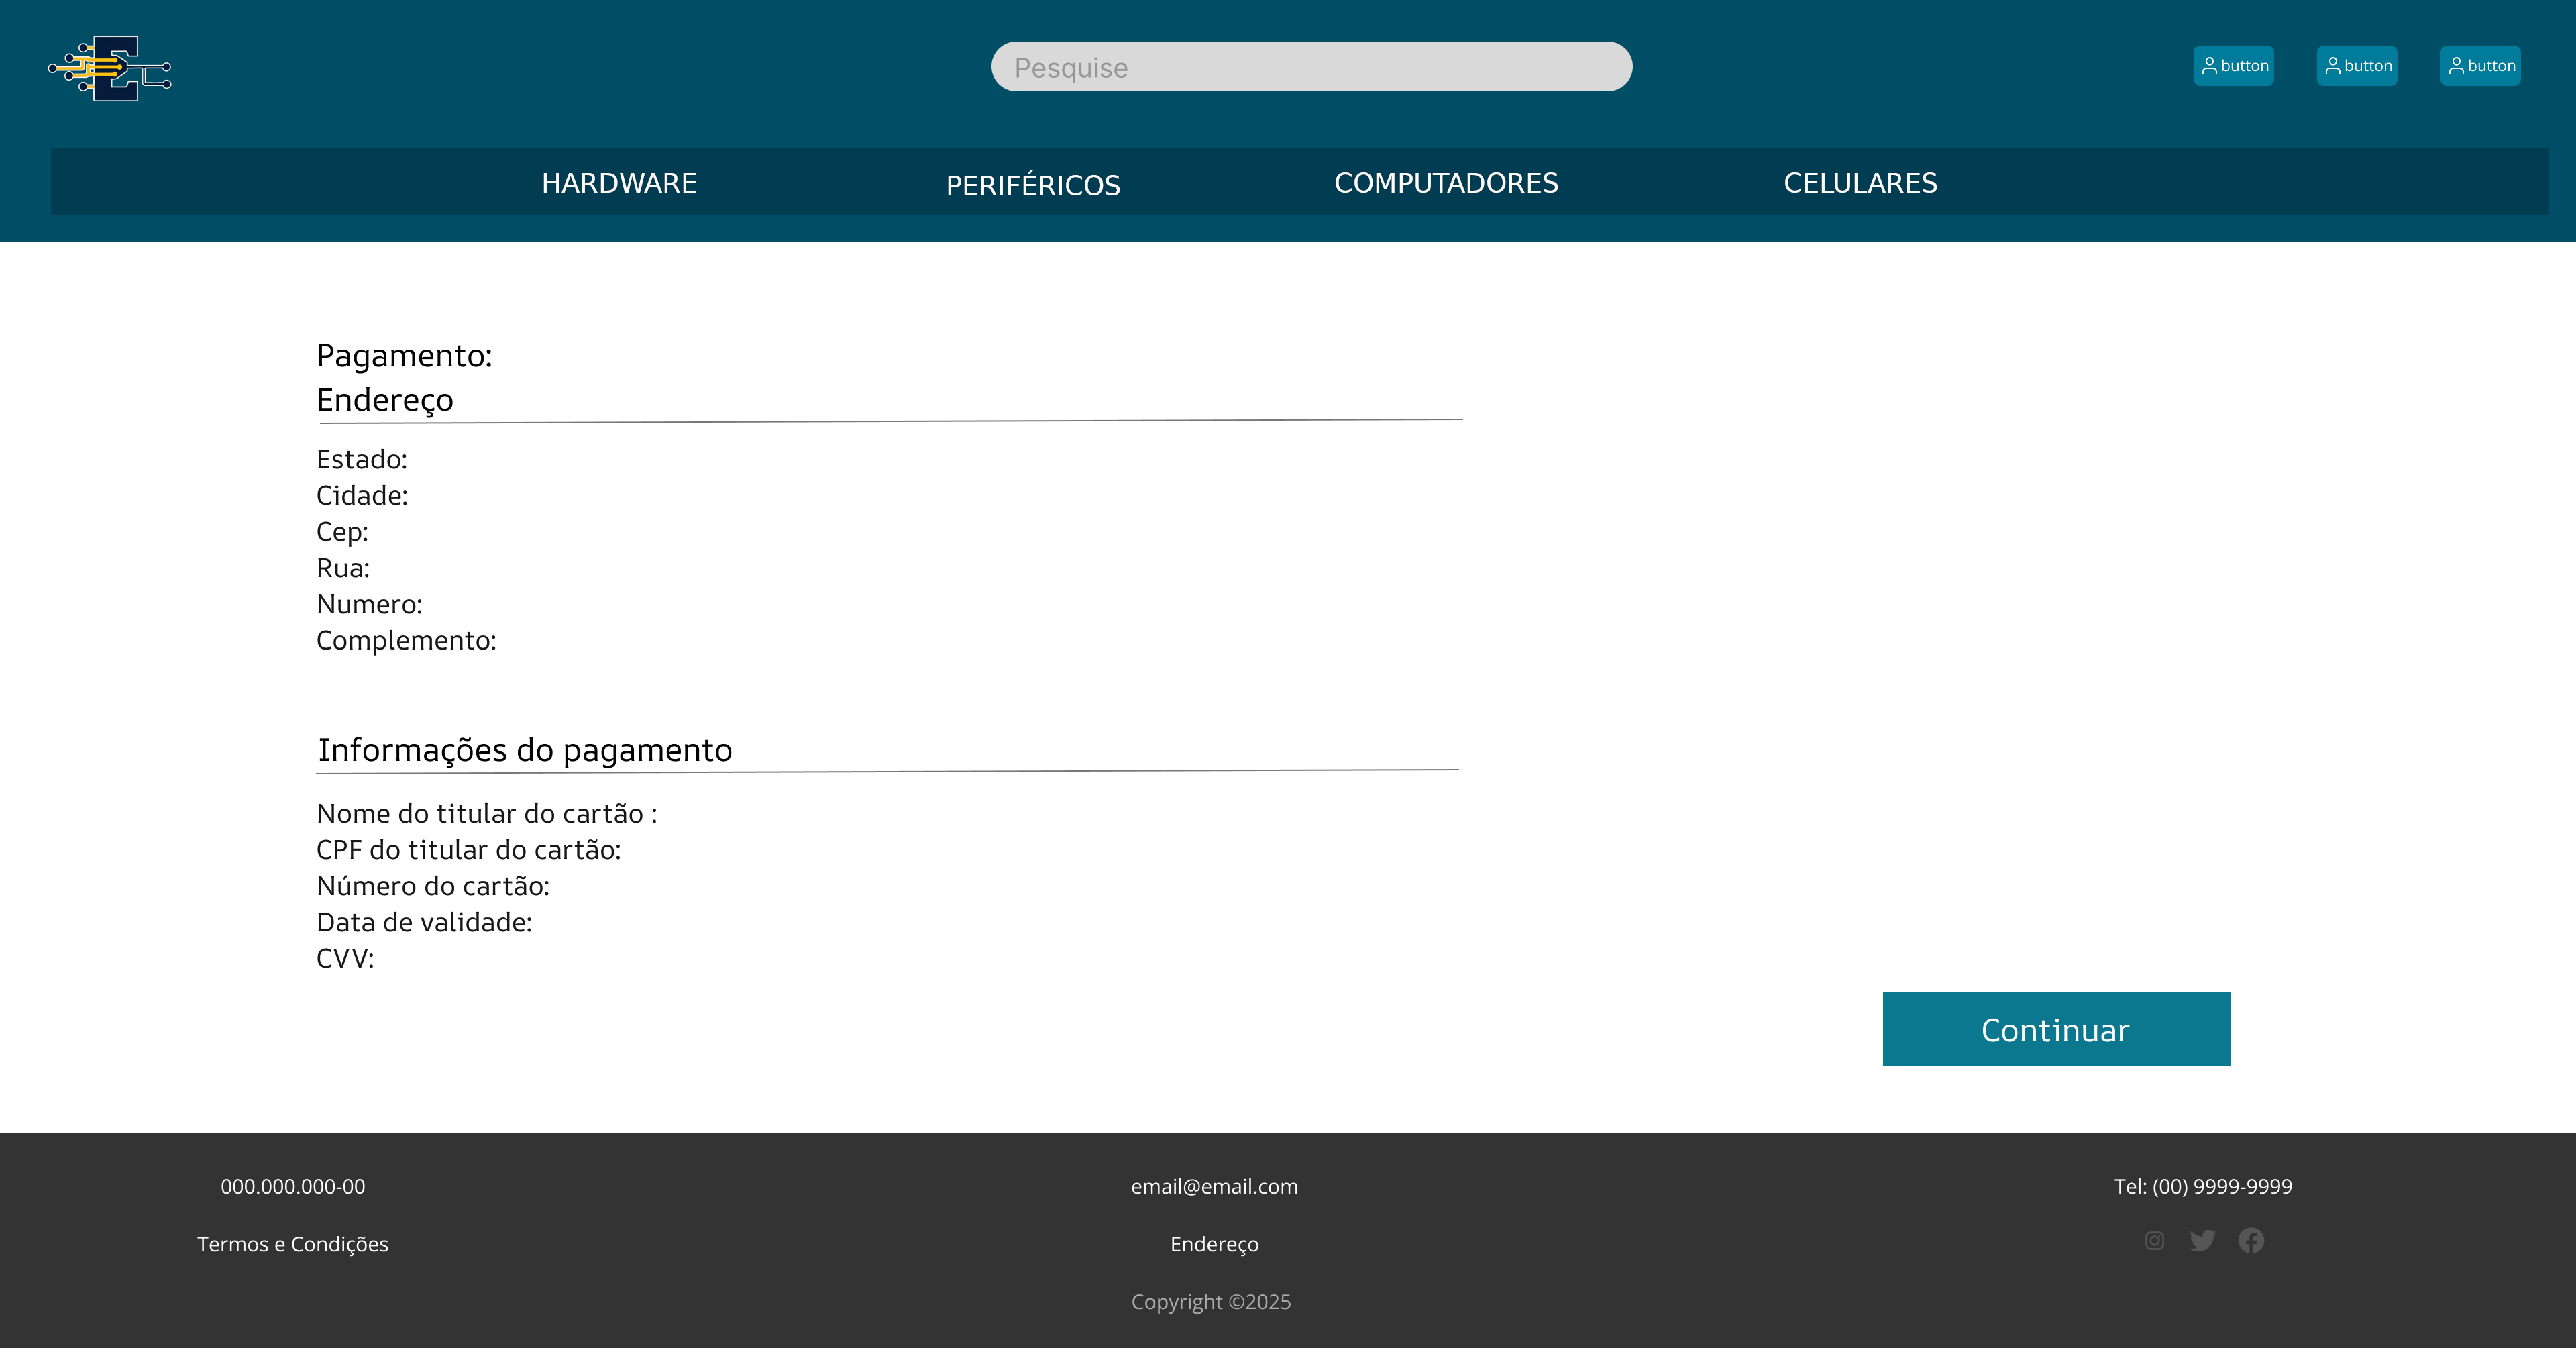 Pesquise
button button button
HARDWARE PERIFÉRICOS COMPUTADORES CELULARES
Pagamento:
Endereço
Estado:
Cidade:
Cep:
Rua:
Numero:
Complemento:
Informações do pagamento
Nome do titular do cartão :
CPF do titular do cartão:
Número do cartão:
Data de validade:
CVV:
Continuar
000.000.000-00 email@email.com Tel: (00) 9999-9999
Termos e Condições Endereço
Copyright ©2025